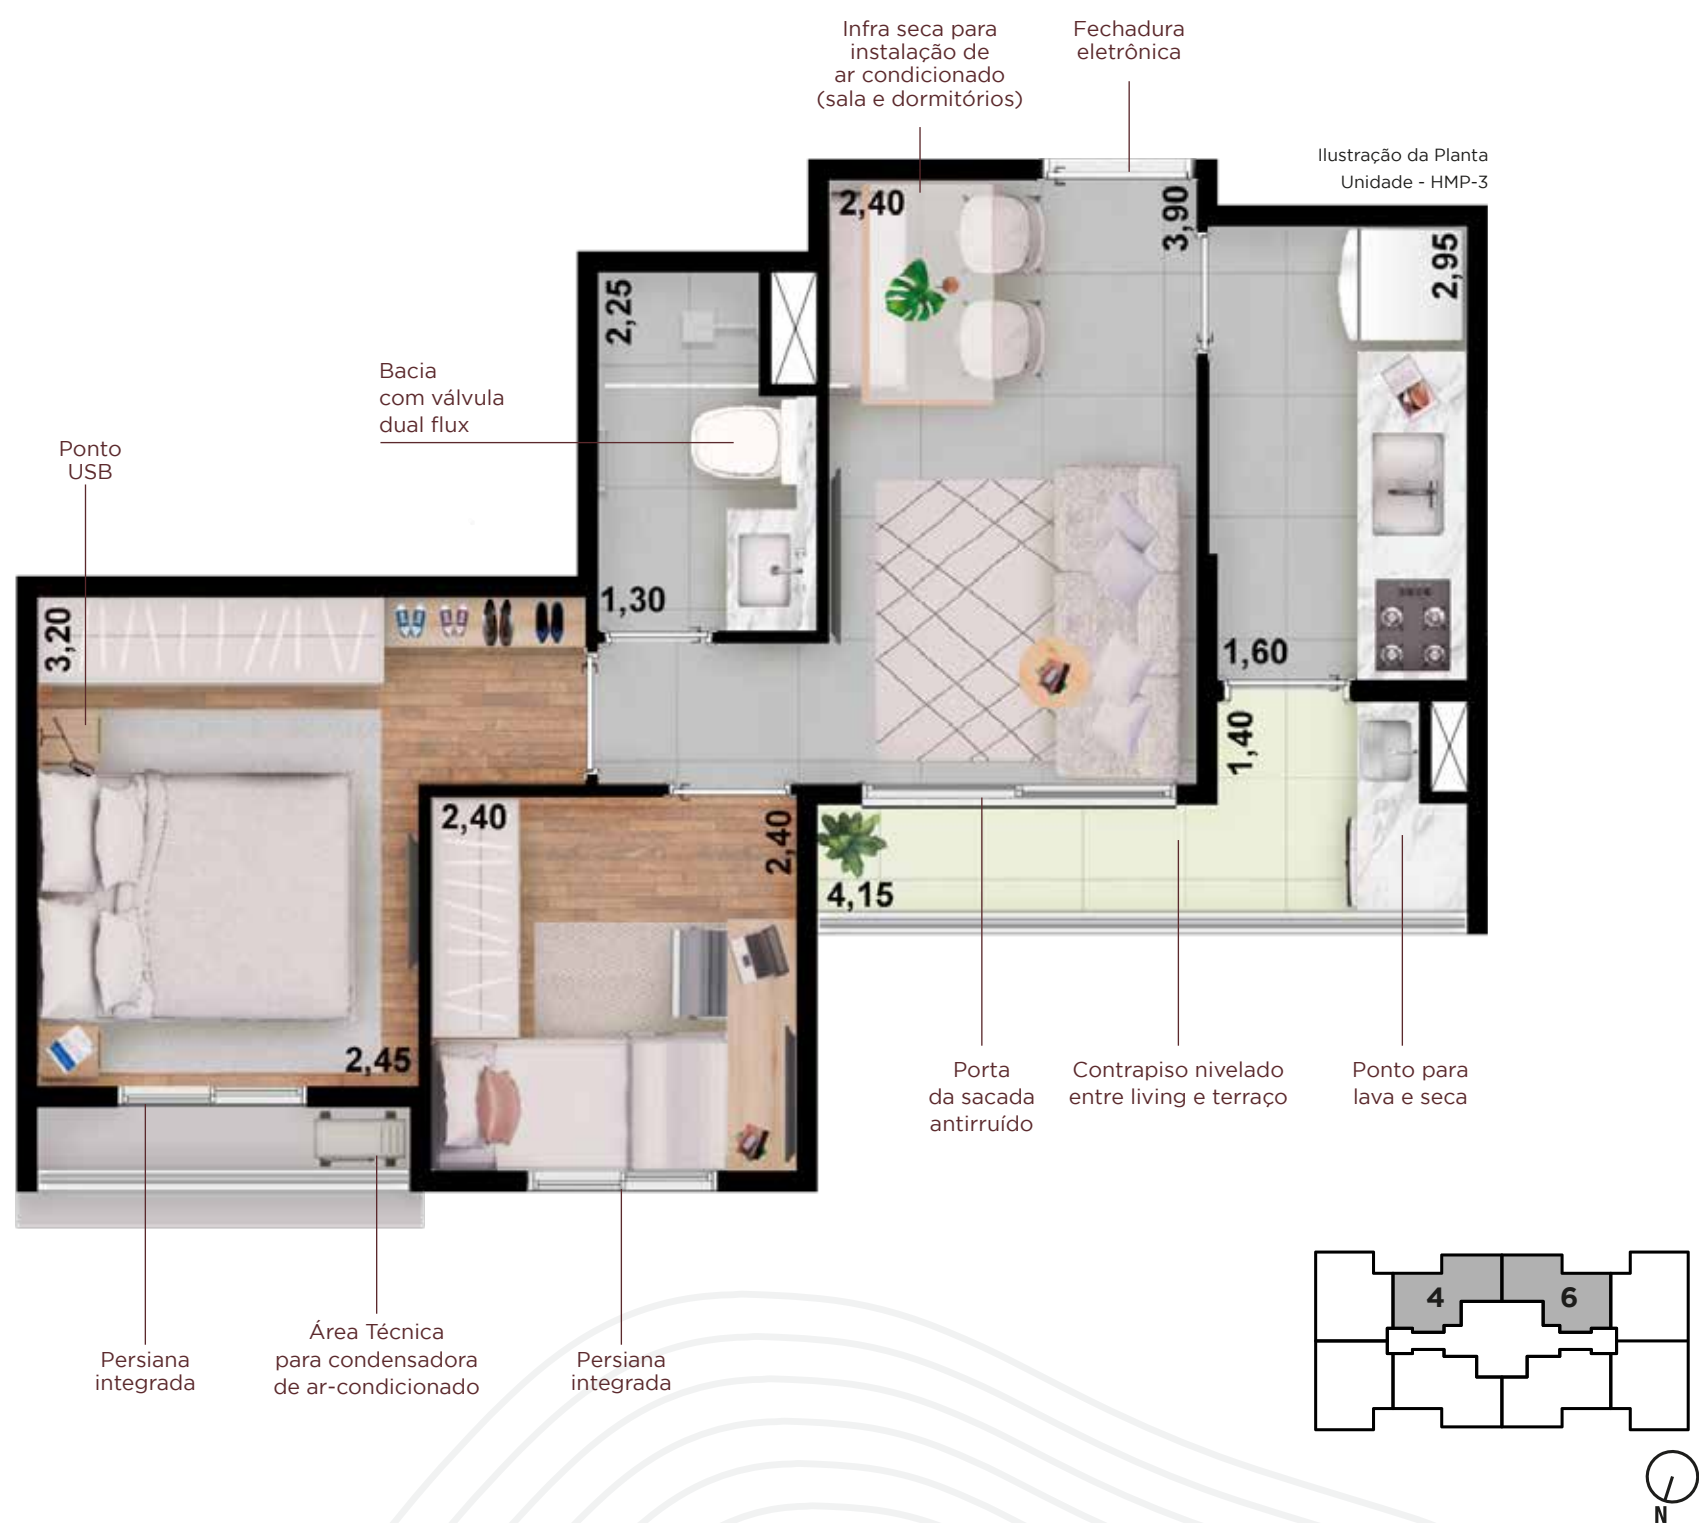 Infra seca para
instalação de
ar condicionado
(sala e dormitórios)
Fechadura
eletrônica
Ilustração da Planta
Unidade - HMP-3
2,40
3,90
2,95
2,25
Bacia
com válvula
dual flux
Ponto
USB
1,30
3,20
1,60
1,40
2,40
2,40
4,15
2,45
Porta
da sacada
antirruído
Contrapiso nivelado
entre living e terraço
Ponto para
lava e seca
Persiana
integrada
Área Técnica
para condensadora
de ar-condicionado
Persiana
integrada
4
6
N